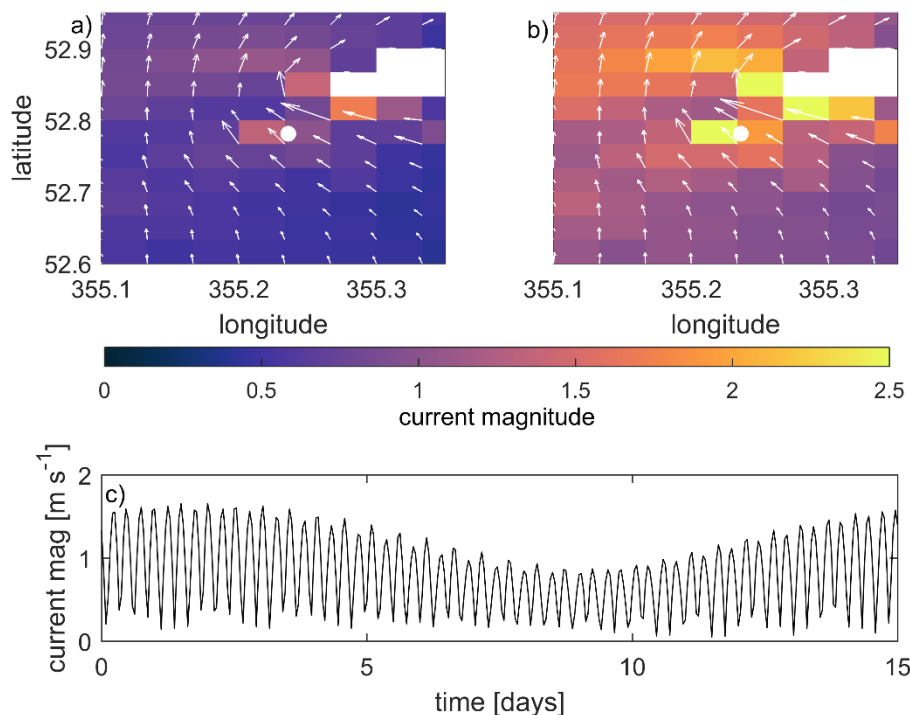 a)
b)
latitude
52.9
52.8
52.7
52.6
355.1 355.2 355.3
355.1 355.2 355.3
longitude
longitude
0 0.5 1 1.5 2 2.5
current magnitude
c)
current mag [m s⁻¹]
2
1
0
0 5 10 15
time [days]